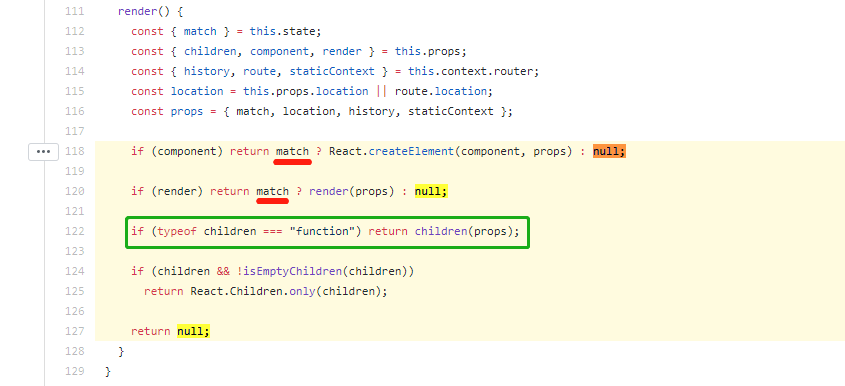 111 render() {
112 const { match } = this.state;
113 const { children, component, render } = this.props;
114 const { history, route, staticContext } = this.context.router;
115 const location = this.props.location || route.location;
116 const props = { match, location, history, staticContext };
117
118 if (component) return match ? React.createElement(component, props) : null;
119
120 if (render) return match ? render(props) : null;
121
122 if (typeof children === "function") return children(props);
123
124 if (children && !isEmptyChildren(children))
125 return React.Children.only(children);
126
127 return null;
128 }
129 }